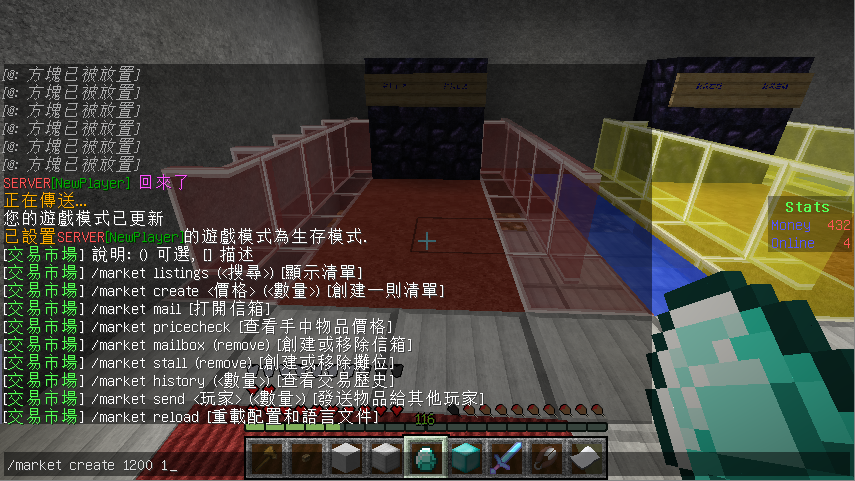 [@: 方塊已被放置]
[@: 方塊已被放置]
[@: 方塊已被放置]
[@: 方塊已被放置]
[@: 方塊已被放置]
[@: 方塊已被放置]
SERVER[NewPlayer] 回來了
正在傳送...
您的遊戲模式已更新
已設置SERVER[NewPlayer]的遊戲模式為生存模式.
[交易市場] 說明: () 可選, [] 描述
[交易市場] /market listings (<搜尋>) [顯示清單]
[交易市場] /market create <價格> (<數量>) [創建一則清單]
[交易市場] /market mail [打開信箱]
[交易市場] /market pricecheck [查看手中物品價格]
[交易市場] /market mailbox (remove) [創建或移除信箱]
[交易市場] /market stall (remove) [創建或移除攤位]
[交易市場] /market history (<數量>) [查看交易歷史]
[交易市場] /market send <玩家> (<數量>) [發送物品給其他玩家]
[交易市場] /market reload [重載配置和語言文件]
Stats
Money 432
Online 4
116
/market create 1200 1_